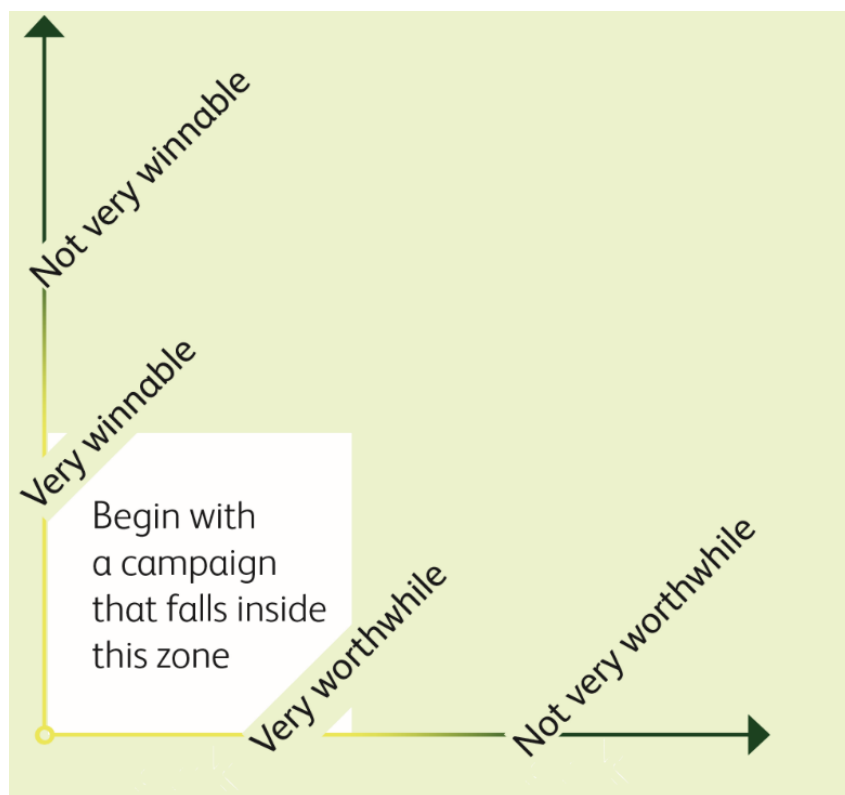 Not very winnable
Very winnable
Begin with
a campaign
that falls inside
this zone
Very worthwhile
Not very worthwhile